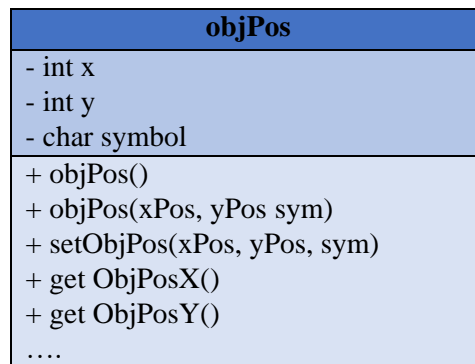 objPos
- int x
- int y
- char symbol
+ objPos()
+ objPos(xPos, yPos sym)
+ setObjPos(xPos, yPos, sym)
+ get ObjPosX()
+ get ObjPosY()
….